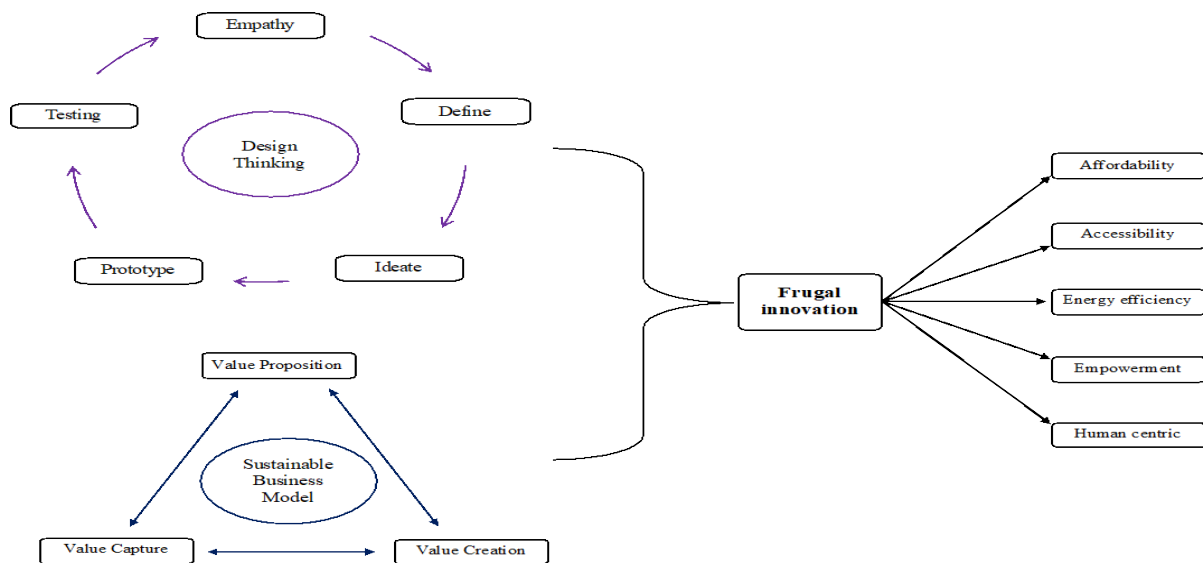 Empathy
Testing
Define
Design
Thinking
Prototype
Ideate
Value Proposition
Sustainable
Business
Model
Value Capture
Value Creation
Frugal
innovation
Affordability
Accessibility
Energy efficiency
Empowerment
Human centric